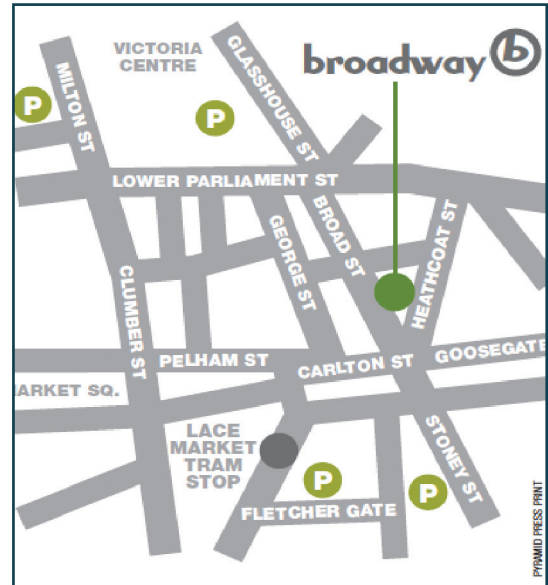 VICTORIA
CENTRE
broadway b
MILTON ST
GLASSHOUSE ST
P
P
LOWER PARLIAMENT ST
BROAD ST
GEORGE ST
HEATHCOAT ST
CLUMBER ST
PELHAM ST
CARLTON ST
GOOSEGATE
ARKET SQ.
LACE
MARKET
TRAM
STOP
STONEY ST
P
P
FLETCHER GATE
PYRAMID PRESS PRINT